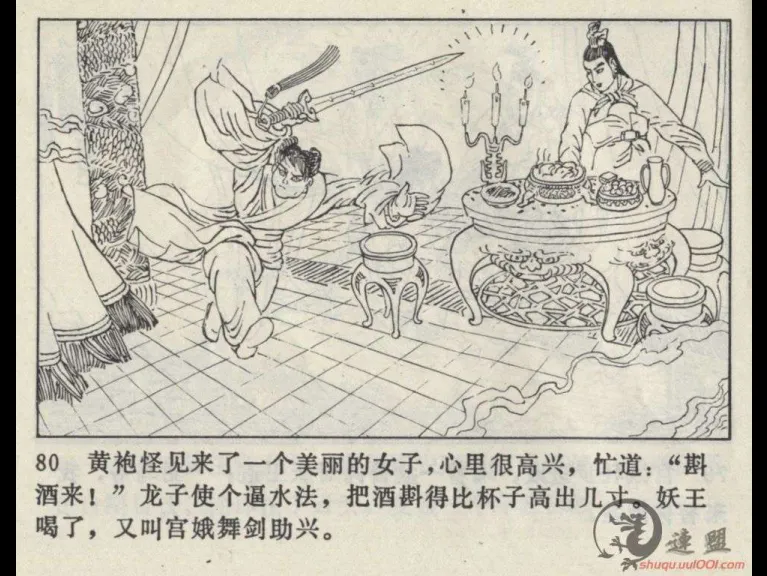 80 黄袍怪见来了一个美丽的女子，心里很高兴，忙道：“斟
酒来！”龙子使个逼水法，把酒斟得比杯子高出几寸。妖王
喝了，又叫宫娥舞剑助兴。
連盟
shuqu.uu1001.com